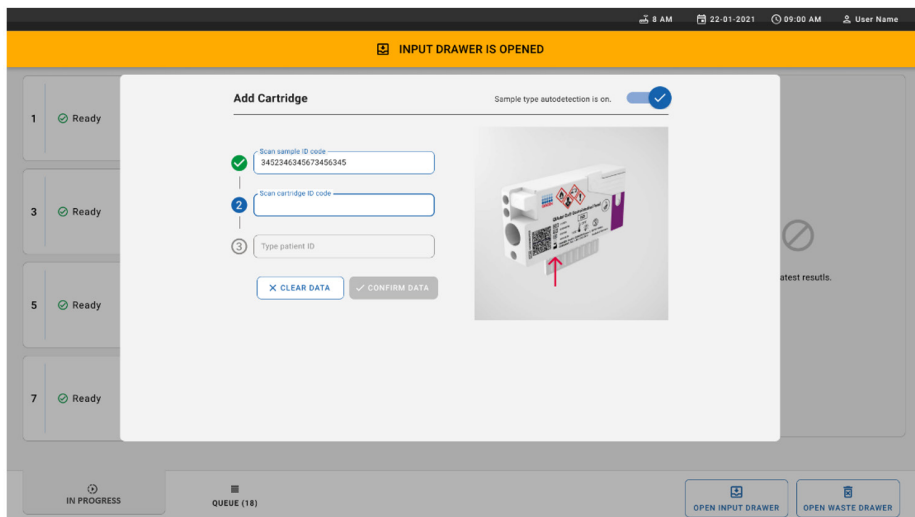 8 AM 22-01-2021 09:00 AM User Name
INPUT DRAWER IS OPENED
Add Cartridge
Sample type autodetection is on.
1 Ready
3 Ready
5 Ready
7 Ready
Scan sample ID code
3452346345673456345
2
Scan cartridge ID code
3
Type patient ID
CLEAR DATA
CONFIRM DATA
atest resutls.
IN PROGRESS
QUEUE (18)
OPEN INPUT DRAWER
OPEN WASTE DRAWER